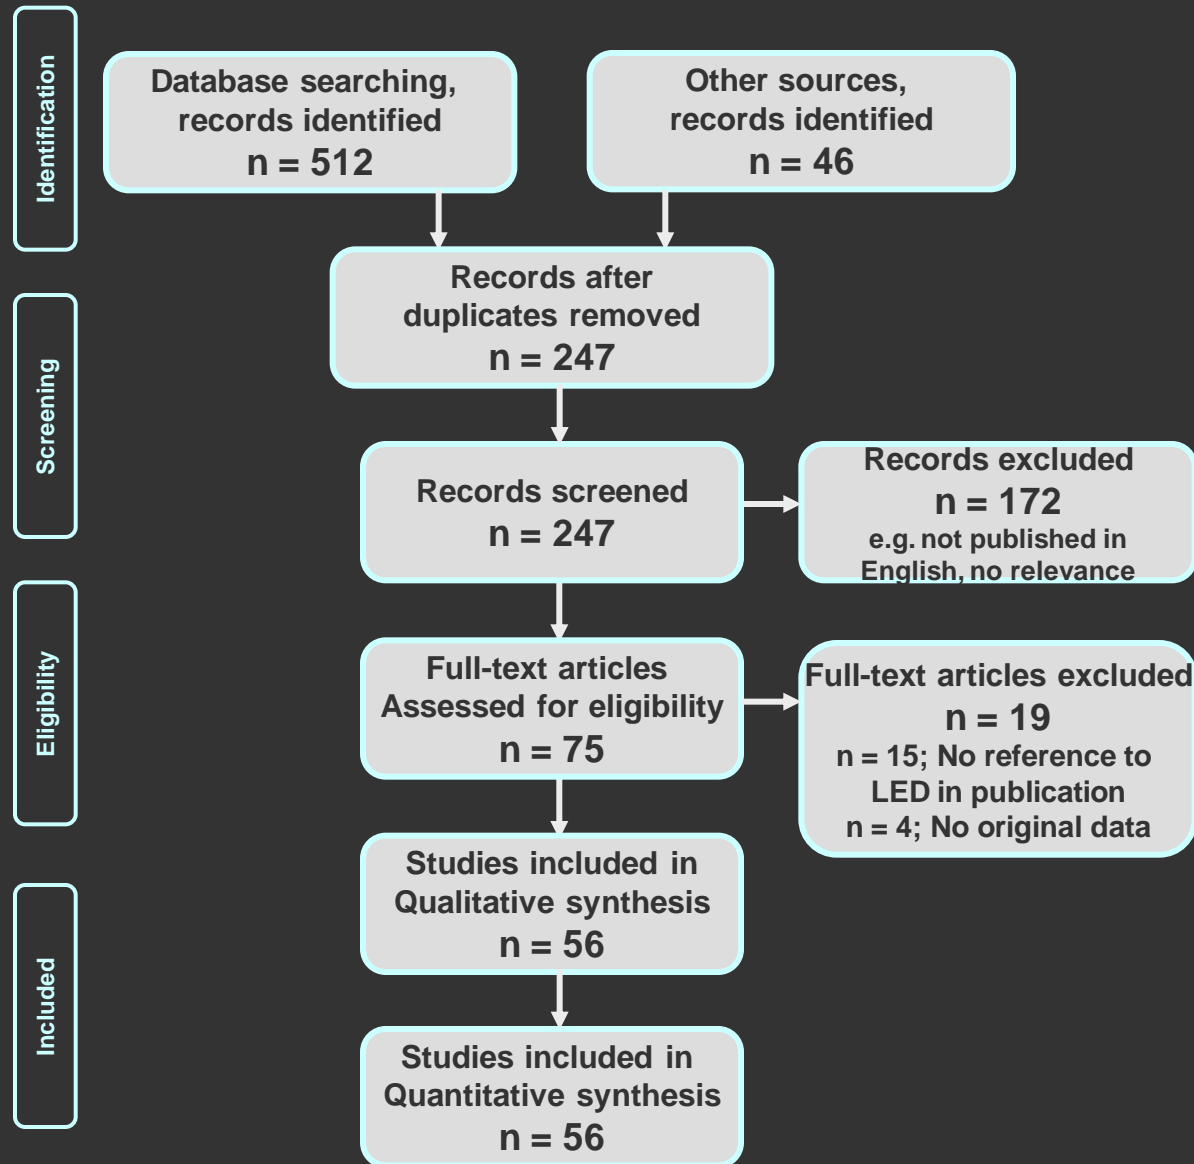 Identification
Database searching,
records identified
n = 512
Other sources,
records identified
n = 46
Records after
duplicates removed
n = 247
Screening
Records screened
n = 247
Records excluded
n = 172
e.g. not published in
English, no relevance
Eligibility
Full-text articles
Assessed for eligibility
n = 75
Full-text articles excluded
n = 19
n = 15; No reference to
LED in publication
n = 4; No original data
Included
Studies included in
Qualitative synthesis
n = 56
Studies included in
Quantitative synthesis
n = 56